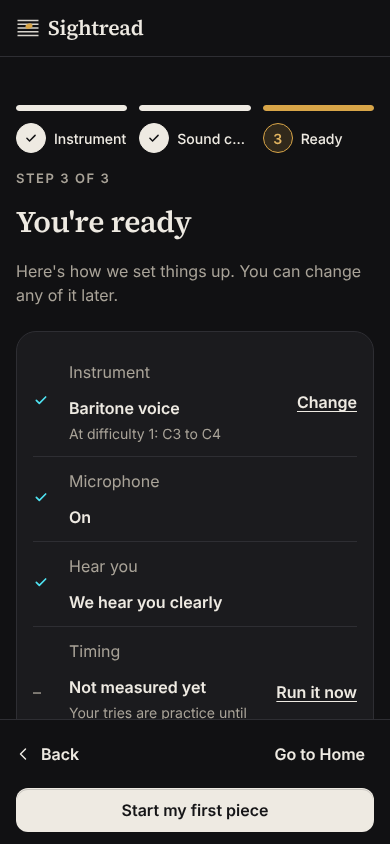 Sightread
Instrument
Sound c...
3
Ready
STEP 3 OF 3
You're ready
Here's how we set things up. You can change
any of it later.
Instrument
Baritone voice
Change
At difficulty 1: C3 to C4
Microphone
On
Hear you
We hear you clearly
Timing
Not measured yet
Run it now
Your tries are practice until
Back
Go to Home
Start my first piece